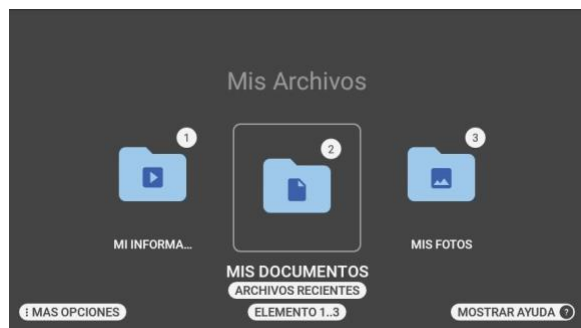 Mis Archivos
1
2
3
MI INFORMA...
MIS DOCUMENTOS
MIS FOTOS
ARCHIVOS RECIENTES
⋮ MAS OPCIONES
ELEMENTO 1..3
MOSTRAR AYUDA ?